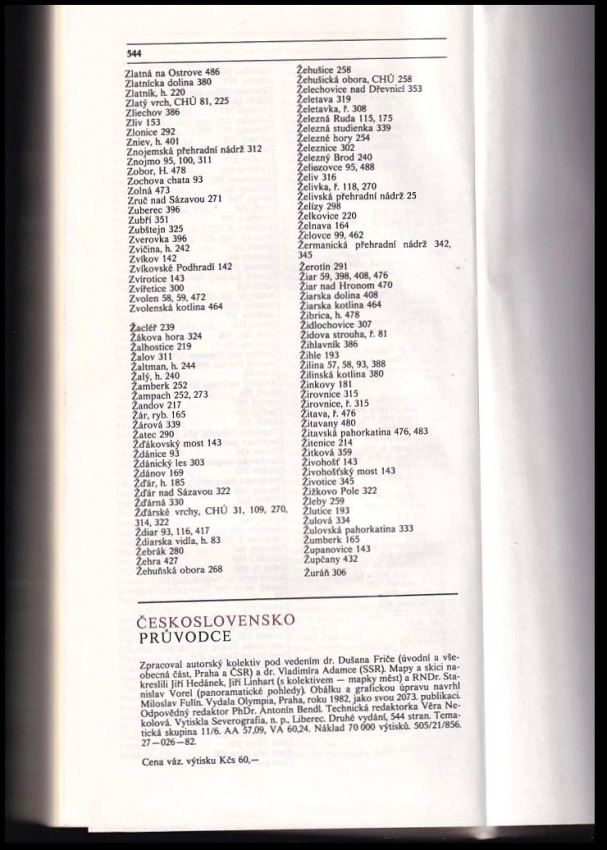 544
Zlatná na Ostrove 486
Zlatnícka dolina 380
Zlatník, h. 220
Zlatý vrch, CHÚ 81, 225
Zliechov 386
Zliv 153
Zlonice 292
Zniev, h. 401
Znojemská přehradní nádrž 312
Znojmo 95, 100, 311
Zobor, H. 478
Zochova chata 93
Zolná 473
Zruč nad Sázavou 271
Zuberec 396
Zubří 351
Zubštejn 325
Zverovka 396
Zvičina, h. 242
Zvíkov 142
Zvíkovské Podhradí 142
Zvírotice 143
Zvířetice 300
Zvolen 58, 59, 472
Zvolenská kotlina 464
Žacléř 239
Žákova hora 324
Žalhostice 219
Žalov 311
Žaltman, h. 244
Žalý, h. 240
Žamberk 252
Žampach 252, 273
Žandov 217
Žár, ryb. 165
Žárová 339
Žatec 290
Žďákovský most 143
Ždánice 93
Ždánický les 303
Ždánov 169
Žďár, h. 185
Žďár nad Sázavou 322
Žďárná 330
Žďárské vrchy, CHÚ 31, 109, 270,
314, 322
Ždiar 93, 116, 417
Ždiarska vidla, h. 83
Žebrák 280
Žehra 427
Žehuňská obora 268
Žehušice 258
Žehušická obora, CHÚ 258
Želechovice nad Dřevnicí 353
Želetava 319
Želetavka, ř. 308
Železná Ruda 115, 175
Železná studienka 339
Železné hory 254
Železnice 302
Železný Brod 240
Želiezovce 95, 488
Želiv 316
Želivka, ř. 118, 270
Želivská přehradní nádrž 25
Želízy 298
Želkovice 220
Želnava 164
Želovce 99, 462
Žermanická přehradní nádrž 342,
345
Žerotín 291
Žiar 59, 398, 408, 476
Žiar nad Hronom 470
Žiarska dolina 408
Žiarska kotlina 464
Žibrica, h. 478
Židlochovice 307
Židova strouha, ř. 81
Žihlavník 386
Žihle 193
Žilina 57, 58, 93, 388
Žilinská kotlina 380
Žinkovy 181
Žirovnice 315
Žirovnice, ř. 315
Žitava, ř. 476
Žitavany 480
Žitavská pahorkatina 476, 483
Žitenice 214
Žítková 359
Živohošť 143
Živohošťský most 143
Životice 345
Žižkovo Pole 322
Žleby 259
Žlutice 193
Žulová 334
Žulovská pahorkatina 333
Žumberk 165
Županovice 143
Župčany 432
Žuráň 306
ČESKOSLOVENSKO
PRŮVODCE
Zpracoval autorský kolektiv pod vedením dr. Dušana Friče (úvodní a vše-
obecná část, Praha a ČSR) a dr. Vladimíra Adamce (SSR). Mapy a skici na-
kreslili Jiří Hedánek, Jiří Linhart (s kolektivem — mapky měst) a RNDr. Sta-
nislav Vorel (panoramatické pohledy). Obálku a grafickou úpravu navrhl
Miloslav Fulín. Vydala Olympia, Praha, roku 1982, jako svou 2073. publikaci.
Odpovědný redaktor PhDr. Antonín Bendl. Technická redaktorka Věra Ne-
kolová. Vytiskla Severografia, n. p., Liberec. Druhé vydání, 544 stran. Tema-
tická skupina 11/6. AA 57,09, VA 60,24. Náklad 70 000 výtisků. 505/21/856.
27—026—82.
Cena váz. výtisku Kčs 60,—